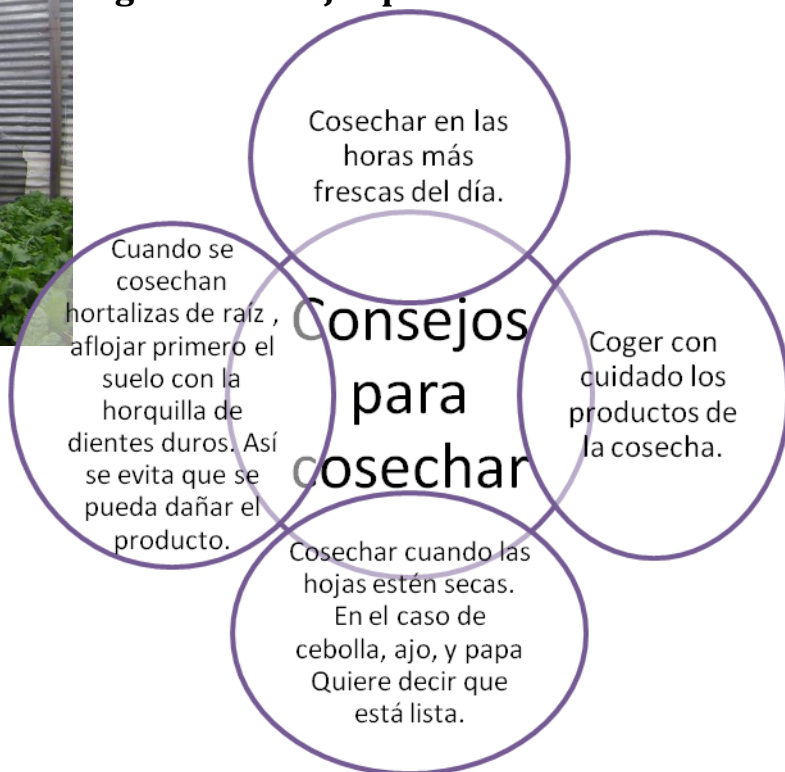 Cosechar en las
horas más
frescas del día.
Cuando se
cosechan
hortalizas de raíz ,
aflojar primero el
suelo con la
horquilla de
dientes duros. Así
se evita que se
pueda dañar el
producto.
Consejos
para
cosechar
Coger con
cuidado los
productos de
la cosecha.
Cosechar cuando las
hojas estén secas.
En el caso de
cebolla, ajo, y papa
Quiere decir que
está lista.